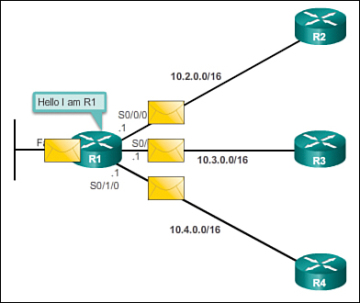 R2
Hello I am R1
10.2.0.0/16
S0/0/0
.1
R1
S0/
10.3.0.0/16
R3
.1
S0/1/0
10.4.0.0/16
R4